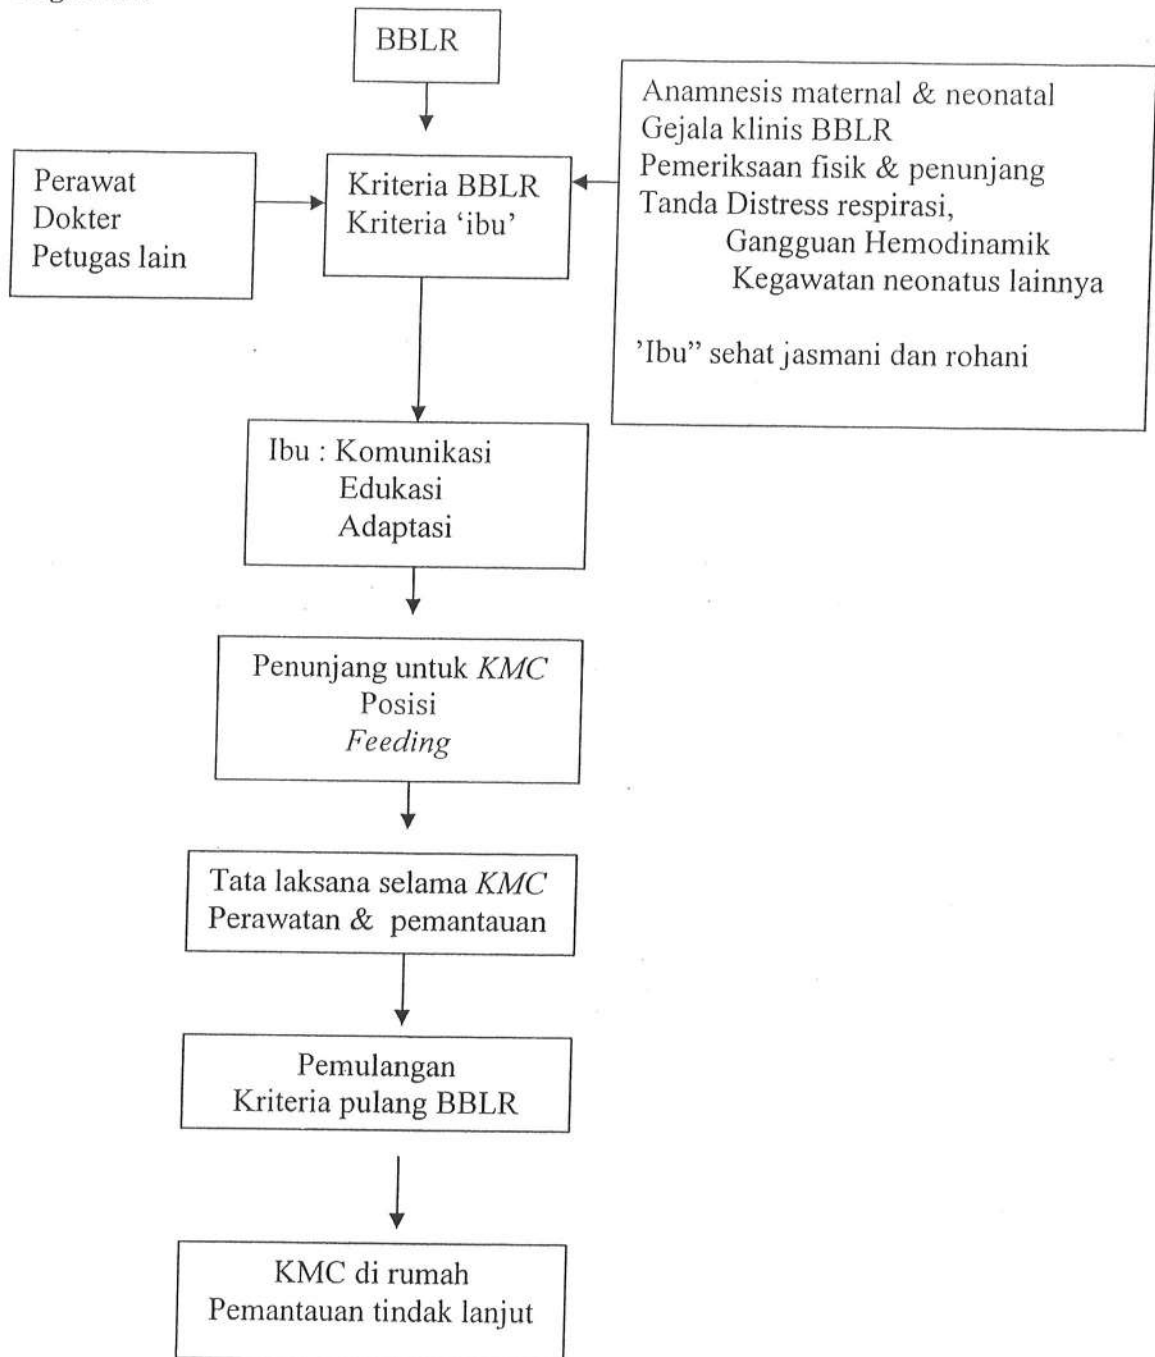 BBLR
Perawat
Dokter
Petugas lain
Kriteria BBLR
Kriteria ‘ibu’
Anamnesis maternal & neonatal
Gejala klinis BBLR
Pemeriksaan fisik & penunjang
Tanda Distress respirasi,
Gangguan Hemodinamik
Kegawatan neonatus lainnya
’Ibu” sehat jasmani dan rohani
Ibu : Komunikasi
Edukasi
Adaptasi
Penunjang untuk KMC
Posisi
Feeding
Tata laksana selama KMC
Perawatan & pemantauan
Pemulangan
Kriteria pulang BBLR
KMC di rumah
Pemantauan tindak lanjut